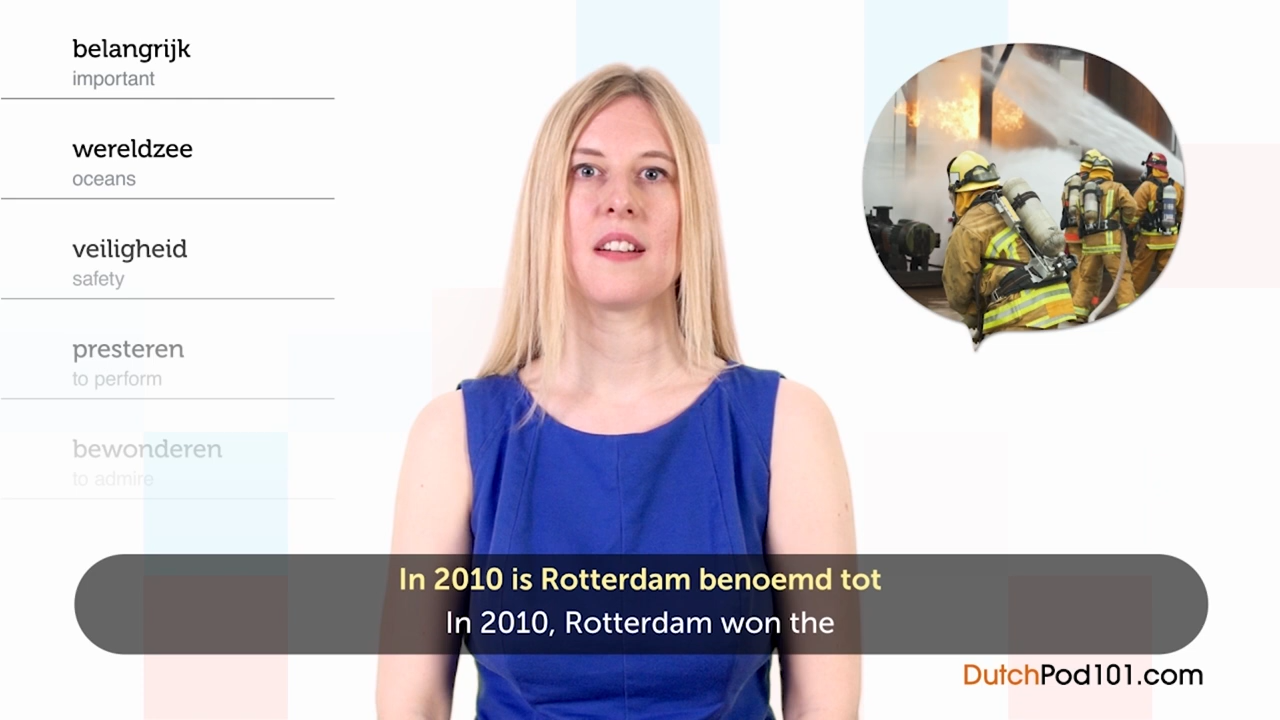 belangrijk
important
wereldzee
oceans
veiligheid
safety
presteren
to perform
bewonderen
to admire
In 2010 is Rotterdam benoemd tot
In 2010, Rotterdam won the
DutchPod101.com